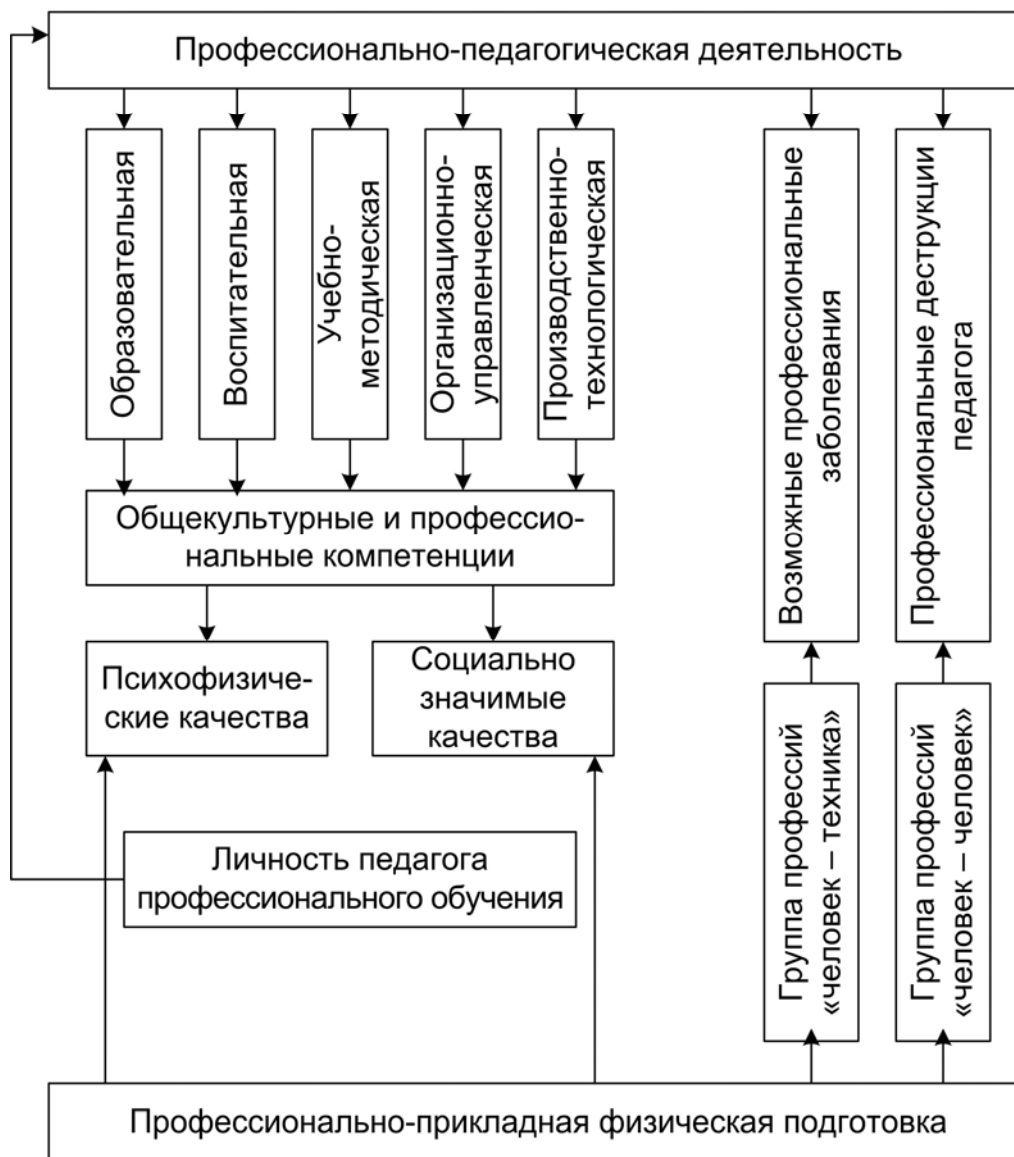 Профессионально-педагогическая деятельность
Образовательная
Воспитательная
Учебно-
методическая
Организационно-
управленческая
Производственно-
технологическая
Возможные профессиональные
заболевания
Профессиональные деструкции
педагога
Общекультурные и профессио-
нальные компетенции
Психофизиче-
ские качества
Социально
значимые
качества
Личность педагога
профессионального обучения
Группа профессий
«человек – техника»
Группа профессий
«человек – человек»
Профессионально-прикладная физическая подготовка